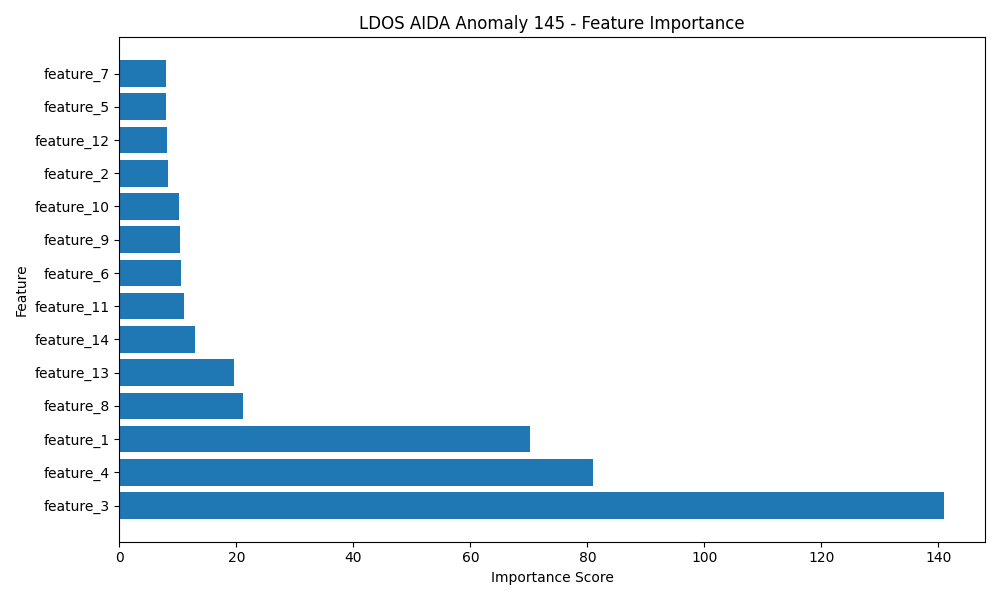 LDOS AIDA Anomaly 145 - Feature Importance
feature_7
feature_5
feature_12
feature_2
feature_10
feature_9
feature_6
feature_11
feature_14
feature_13
feature_8
feature_1
feature_4
feature_3
Feature
0 20 40 60 80 100 120 140
Importance Score